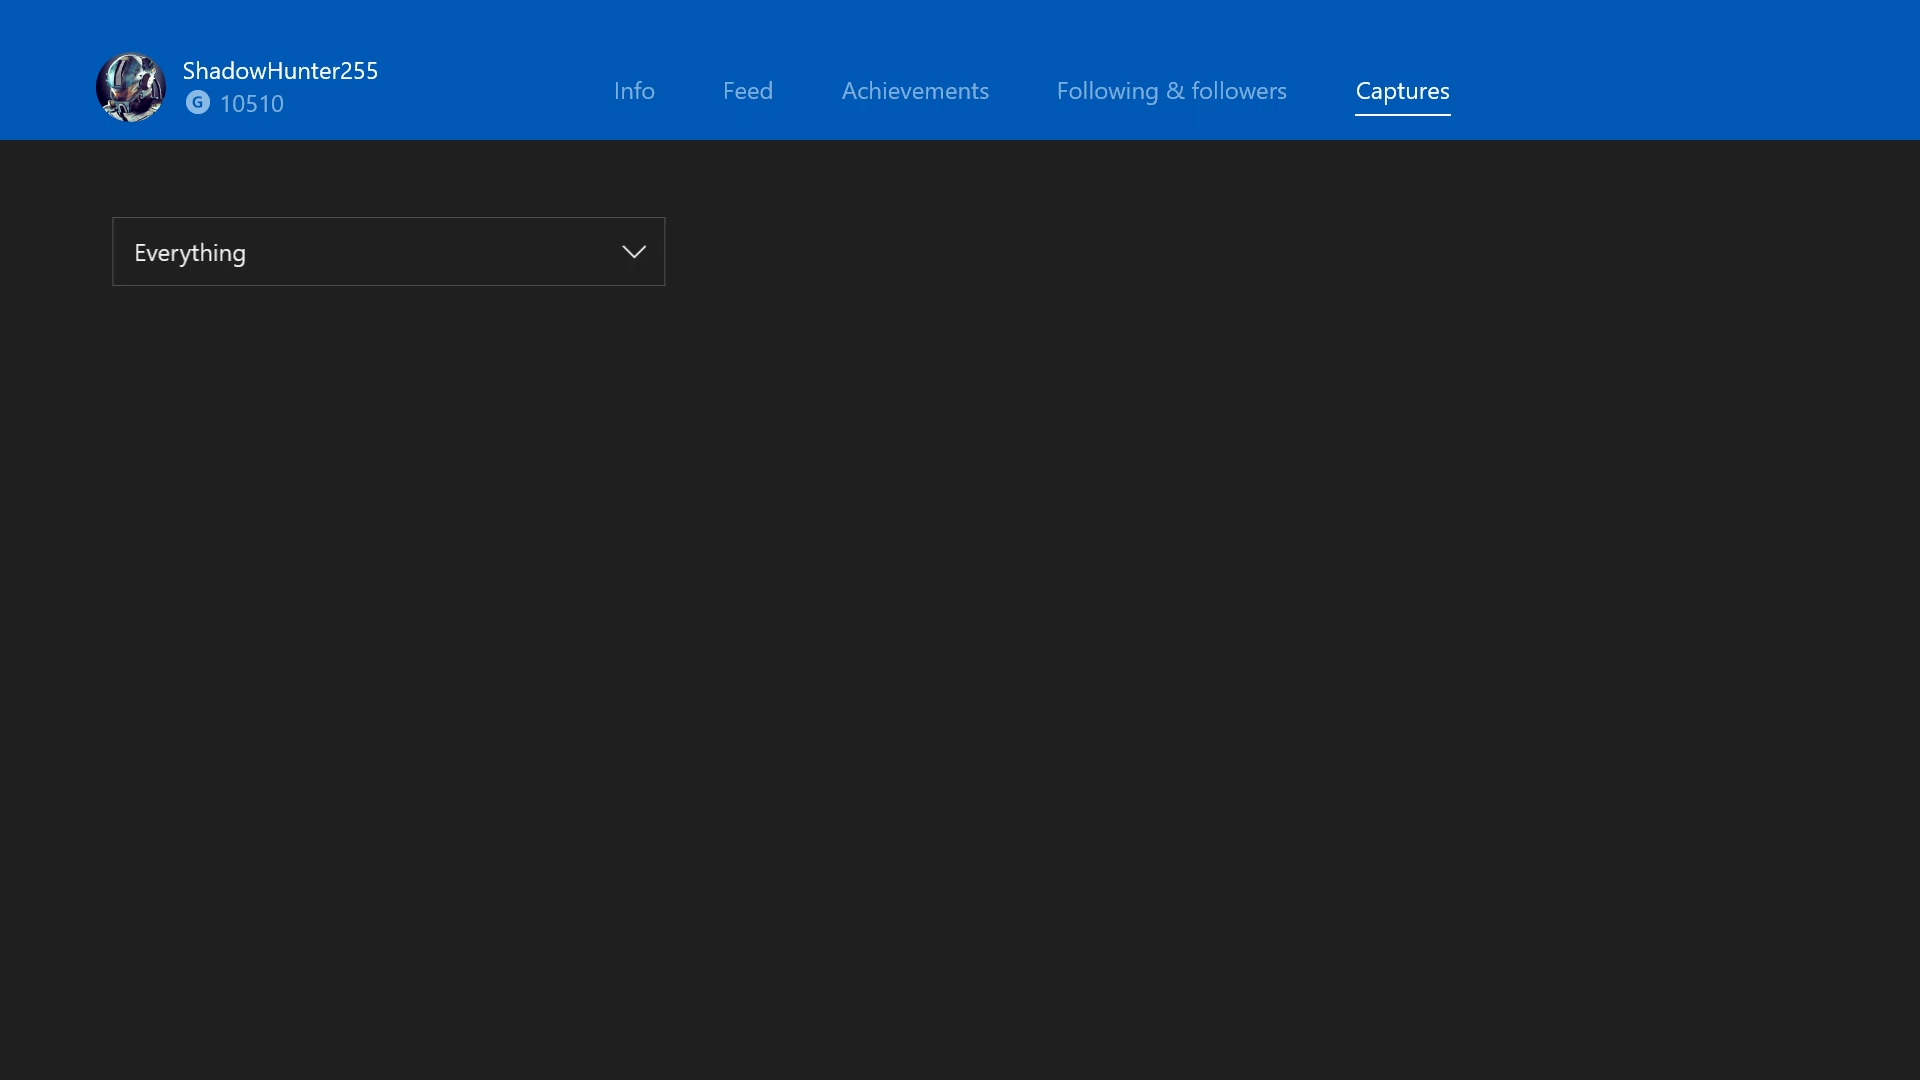 ShadowHunter255
G 10510
Info Feed Achievements Following & followers Captures
Everything